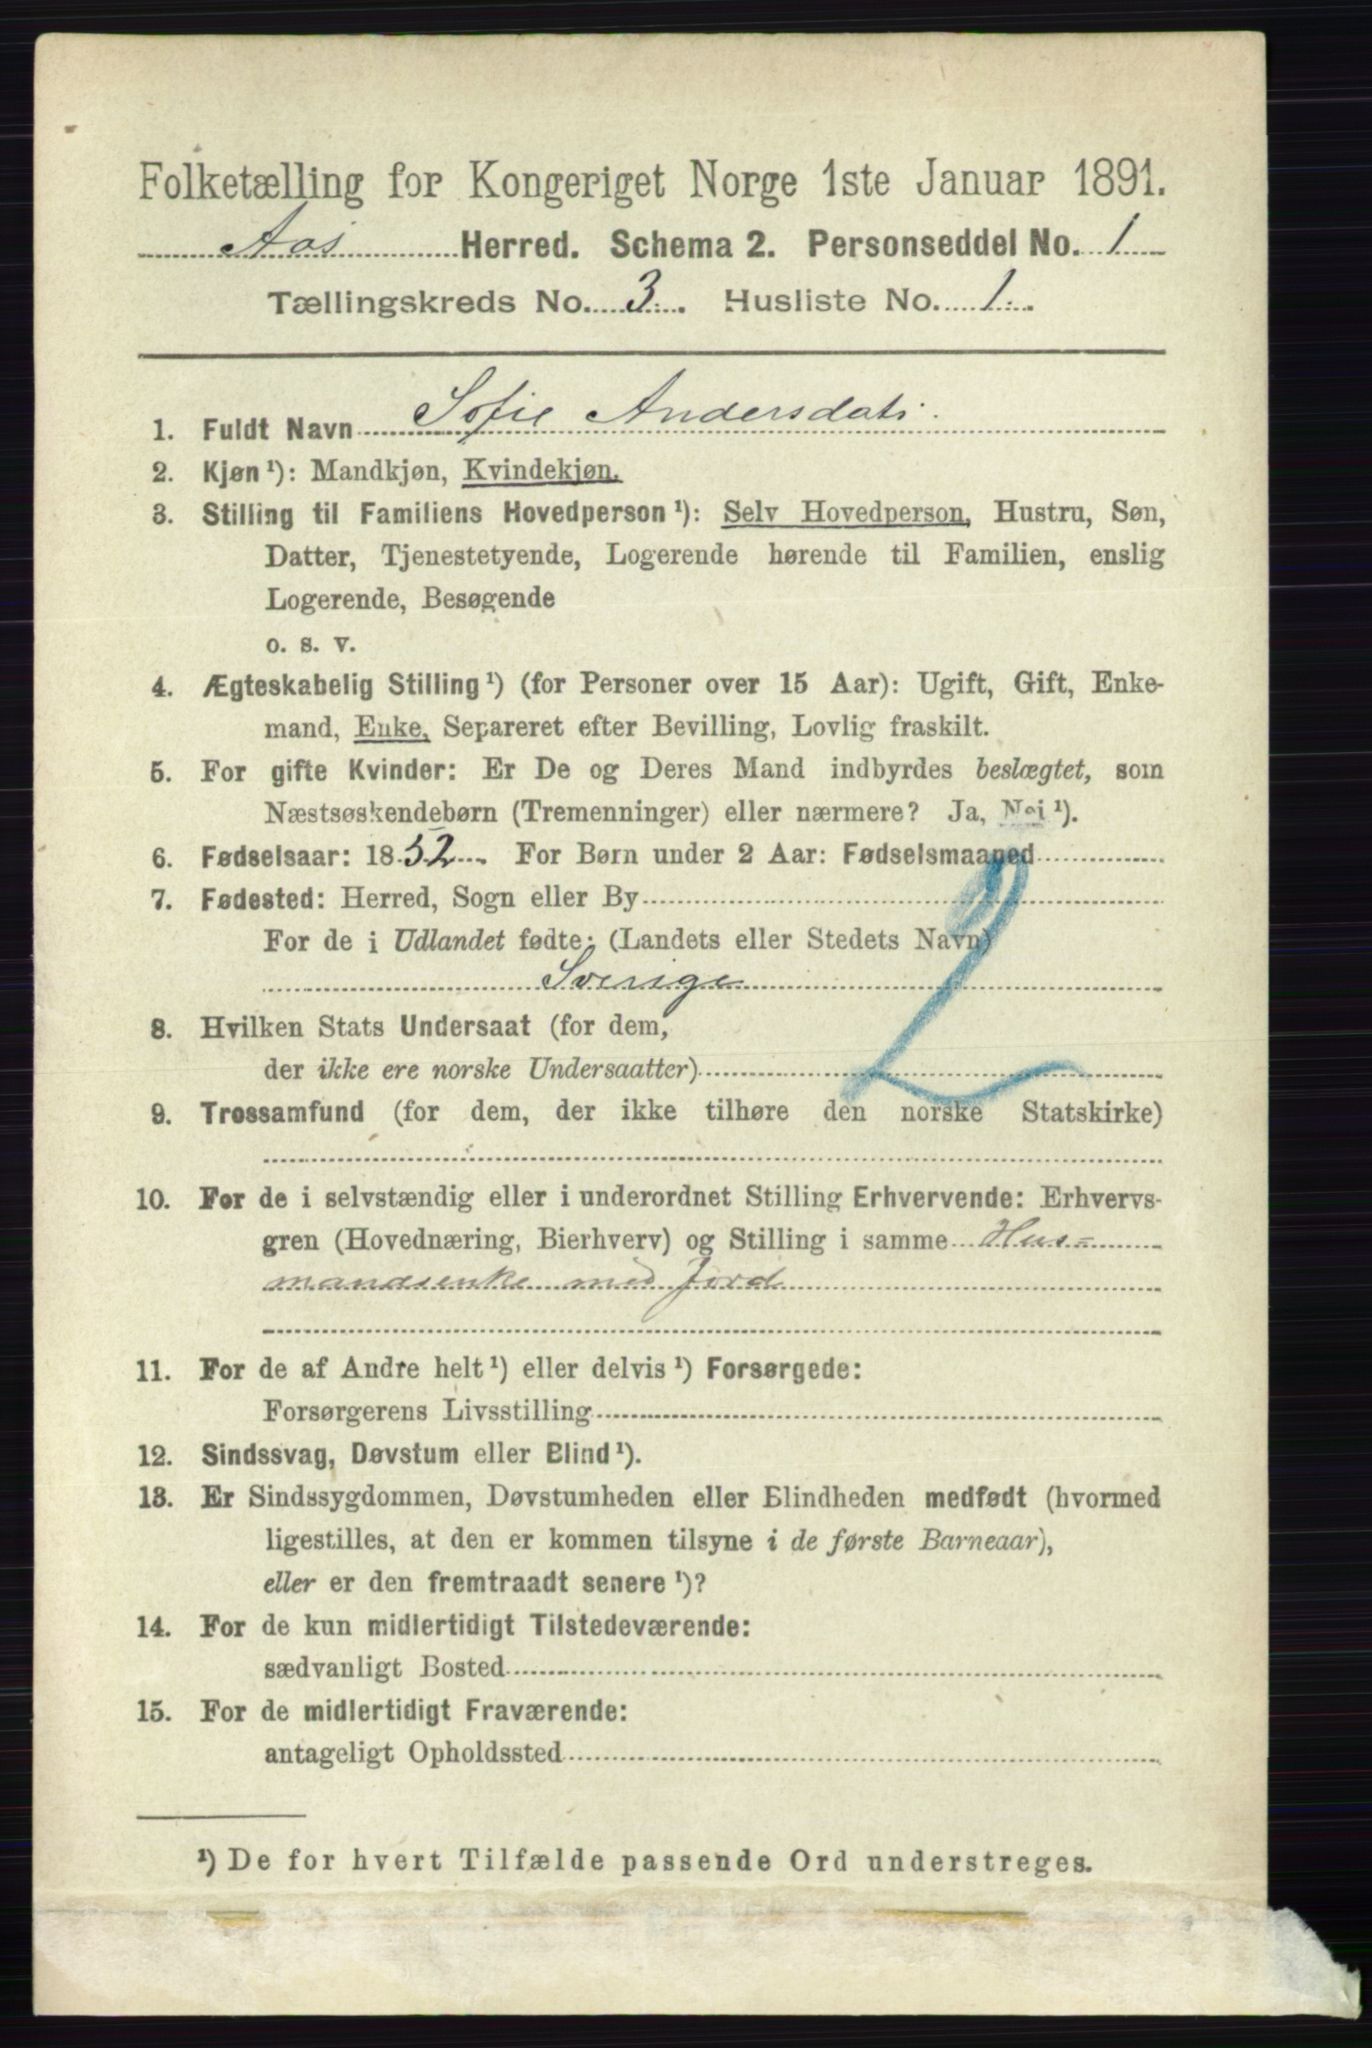 Folketælling for Kongeriget Norge 1ste Januar 1891.
Aas Herred. Schema 2. Personseddel No. 1
Tællingskreds No. 3. Husliste No. 1.
1. Fuldt Navn Sofie Andersdat.
2. Kjøn¹): Mandkjøn, Kvindekjøn.
3. Stilling til Familiens Hovedperson¹): Selv Hovedperson, Hustru, Søn,
Datter, Tjenestetyende, Logerende hørende til Familien, enslig
Logerende, Besøgende
o. s. v.
4. Ægteskabelig Stilling¹) (for Personer over 15 Aar): Ugift, Gift, Enke-
mand, Enke, Separeret efter Bevilling, Lovlig fraskilt.
5. For gifte Kvinder: Er De og Deres Mand indbyrdes beslægtet, som
Næstsøskendebørn (Tremenninger) eller nærmere? Ja, Nei¹).
6. Fødselsaar: 1852. For Børn under 2 Aar: Fødselsmaaned
7. Fødested: Herred, Sogn eller By
For de i Udlandet fødte: (Landets eller Stedets Navn)
Sverige
2
8. Hvilken Stats Undersaat (for dem,
der ikke ere norske Undersaatter)
9. Trossamfund (for dem, der ikke tilhøre den norske Statskirke)
10. For de i selvstændig eller i underordnet Stilling Erhvervende: Erhvervs-
gren (Hovednæring, Bierhverv) og Stilling i samme Hus=
mandsenke med Jord
11. For de af Andre helt¹) eller delvis¹) Forsørgede:
Forsørgerens Livsstilling
12. Sindssvag, Døvstum eller Blind¹).
13. Er Sindssygdommen, Døvstumheden eller Blindheden medfødt (hvormed
ligestilles, at den er kommen tilsyne i de første Barneaar),
eller er den fremtraadt senere¹)?
14. For de kun midlertidigt Tilstedeværende:
sædvanligt Bosted
15. For de midlertidigt Fraværende:
antageligt Opholdssted
¹) De for hvert Tilfælde passende Ord understreges.